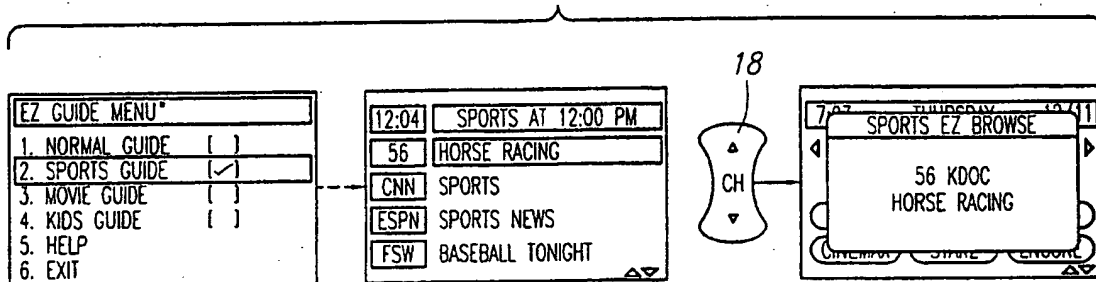 18
EZ GUIDE MENU"
1. NORMAL GUIDE [ ]
2. SPORTS GUIDE [✓]
3. MOVIE GUIDE [ ]
4. KIDS GUIDE [ ]
5. HELP
6. EXIT
12:04 SPORTS AT 12:00 PM
56 HORSE RACING
CNN SPORTS
ESPN SPORTS NEWS
FSW BASEBALL TONIGHT
CH
SPORTS EZ BROWSE
56 KDOC
HORSE RACING